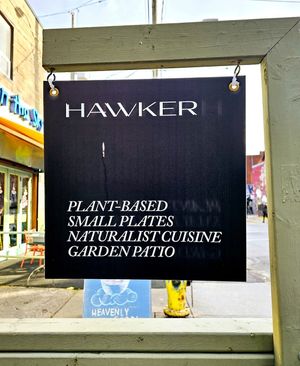 HAWKER
PLANT-BASED
SMALL PLATES
NATURALIST CUISINE
GARDEN PATIO
HEAVENLY